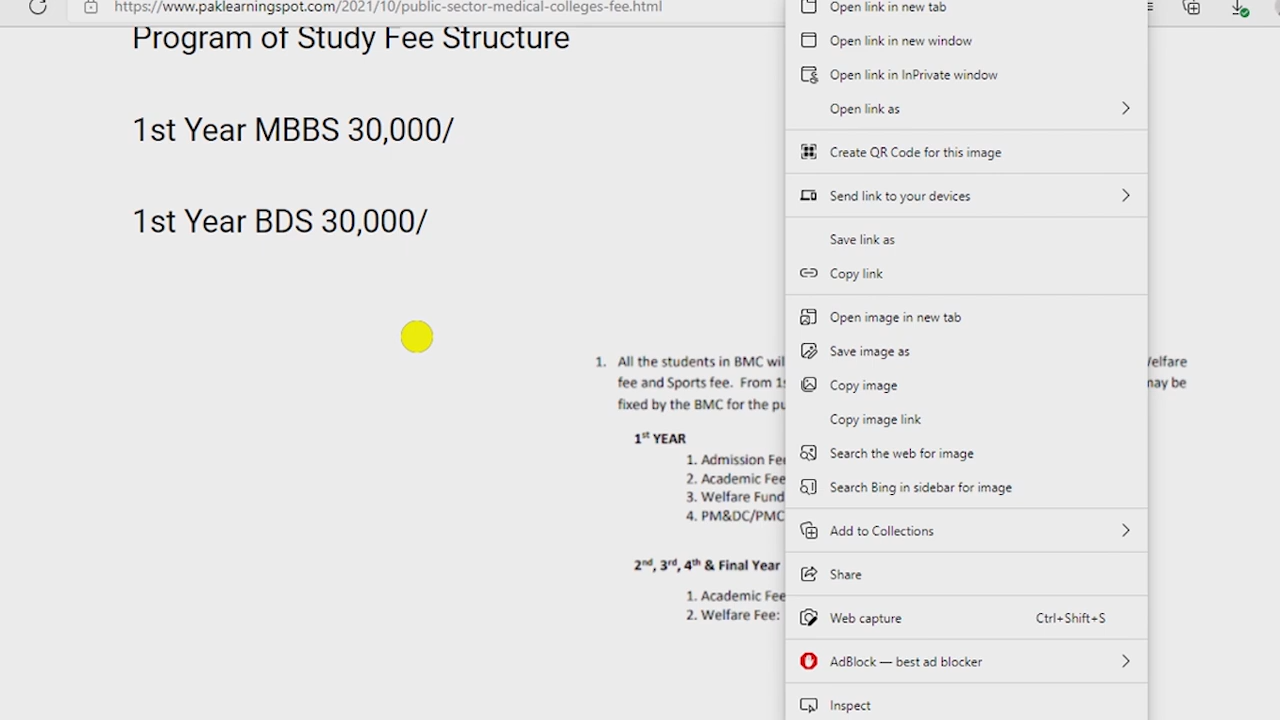 https://www.paklearningspot.com/2021/10/public-sector-medical-colleges-fee.html
Program of Study Fee Structure
1st Year MBBS 30,000/
1st Year BDS 30,000/
1. All the students in BMC
fee and Sports fee. From
may be
fixed by the BMC for the
1st YEAR
1. Admission
2. Academic Fee
3. Welfare Fund
4. PM&DC/PMC
2nd, 3rd, 4th & Final Year
1. Academic Fee
2. Welfare Fee:
Open link in new tab
Open link in new window
Open link in InPrivate window
Open link as
Create QR Code for this image
Send link to your devices
Save link as
Copy link
Open image in new tab
Save image as
Copy image
Copy image link
Search the web for image
Search Bing in sidebar for image
Add to Collections
Share
Web capture Ctrl+Shift+S
AdBlock — best ad blocker
Inspect